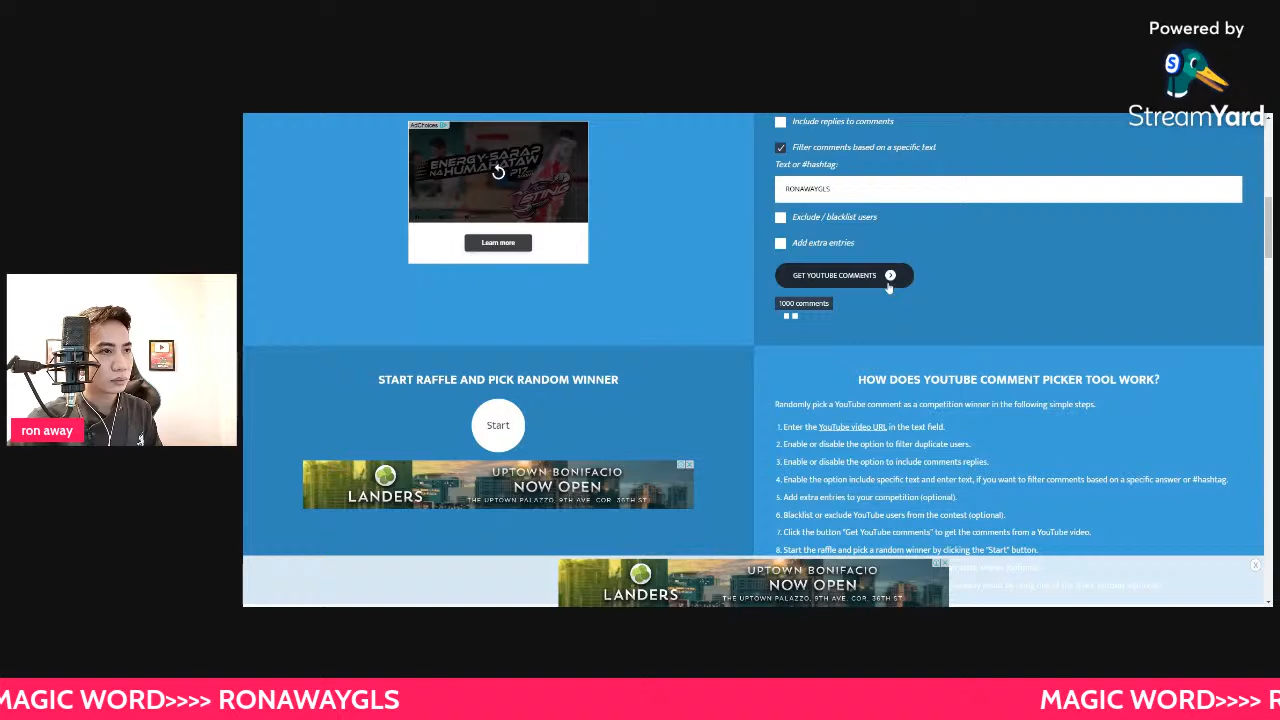 Powered by
StreamYard
AdChoices
ENERGY-SARAP
NA HUMAHATAW
P17
STING
Learn more
Include replies to comments
Filter comments based on a specific text
Text or #hashtag:
RONAWAYGLS
Exclude / blacklist users
Add extra entries
GET YOUTUBE COMMENTS
1000 comments
START RAFFLE AND PICK RANDOM WINNER
Start
LANDERS
UPTOWN BONIFACIO
NOW OPEN
THE UPTOWN PALAZZO, 9TH AVE. COR. 36TH ST.
HOW DOES YOUTUBE COMMENT PICKER TOOL WORK?
Randomly pick a YouTube comment as a competition winner in the following simple steps.
1. Enter the YouTube video URL in the text field.
2. Enable or disable the option to filter duplicate users.
3. Enable or disable the option to include comments replies.
4. Enable the option include specific text and enter text, if you want to filter comments based on a specific answer or #hashtag.
5. Add extra entries to your competition (optional).
6. Blacklist or exclude YouTube users from the contest (optional).
7. Click the button "Get YouTube comments" to get the comments from a YouTube video.
8. Start the raffle and pick a random winner by clicking the "Start" button.
LANDERS
UPTOWN BONIFACIO
NOW OPEN
THE UPTOWN PALAZZO, 9TH AVE. COR. 36TH ST.
X
ron away
MAGIC WORD>>>> RONAWAYGLS
MAGIC WORD>>>> R